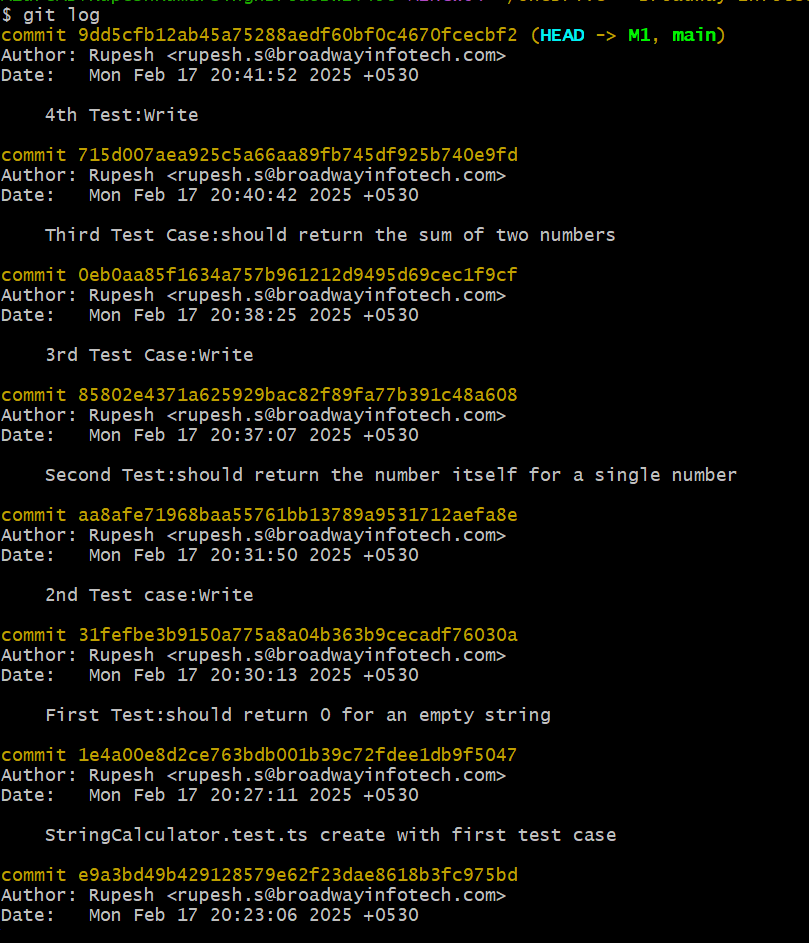 $ git log
commit 9dd5cfb12ab45a75288aedf60bf0c4670fcecbf2 (HEAD -> M1, main)
Author: Rupesh <rupesh.s@broadwayinfotech.com>
Date:   Mon Feb 17 20:41:52 2025 +0530
4th Test:Write
commit 715d007aea925c5a66aa89fb745df925b740e9fd
Author: Rupesh <rupesh.s@broadwayinfotech.com>
Date:   Mon Feb 17 20:40:42 2025 +0530
Third Test Case:should return the sum of two numbers
commit 0eb0aa85f1634a757b961212d9495d69cec1f9cf
Author: Rupesh <rupesh.s@broadwayinfotech.com>
Date:   Mon Feb 17 20:38:25 2025 +0530
3rd Test Case:Write
commit 85802e4371a625929bac82f89fa77b391c48a608
Author: Rupesh <rupesh.s@broadwayinfotech.com>
Date:   Mon Feb 17 20:37:07 2025 +0530
Second Test:should return the number itself for a single number
commit aa8afe71968baa55761bb13789a9531712aefa8e
Author: Rupesh <rupesh.s@broadwayinfotech.com>
Date:   Mon Feb 17 20:31:50 2025 +0530
2nd Test case:Write
commit 31fefbe3b9150a775a8a04b363b9cecadf76030a
Author: Rupesh <rupesh.s@broadwayinfotech.com>
Date:   Mon Feb 17 20:30:13 2025 +0530
First Test:should return 0 for an empty string
commit 1e4a00e8d2ce763bdb001b39c72fdee1db9f5047
Author: Rupesh <rupesh.s@broadwayinfotech.com>
Date:   Mon Feb 17 20:27:11 2025 +0530
StringCalculator.test.ts create with first test case
commit e9a3bd49b429128579e62f23dae8618b3fc975bd
Author: Rupesh <rupesh.s@broadwayinfotech.com>
Date:   Mon Feb 17 20:23:06 2025 +0530